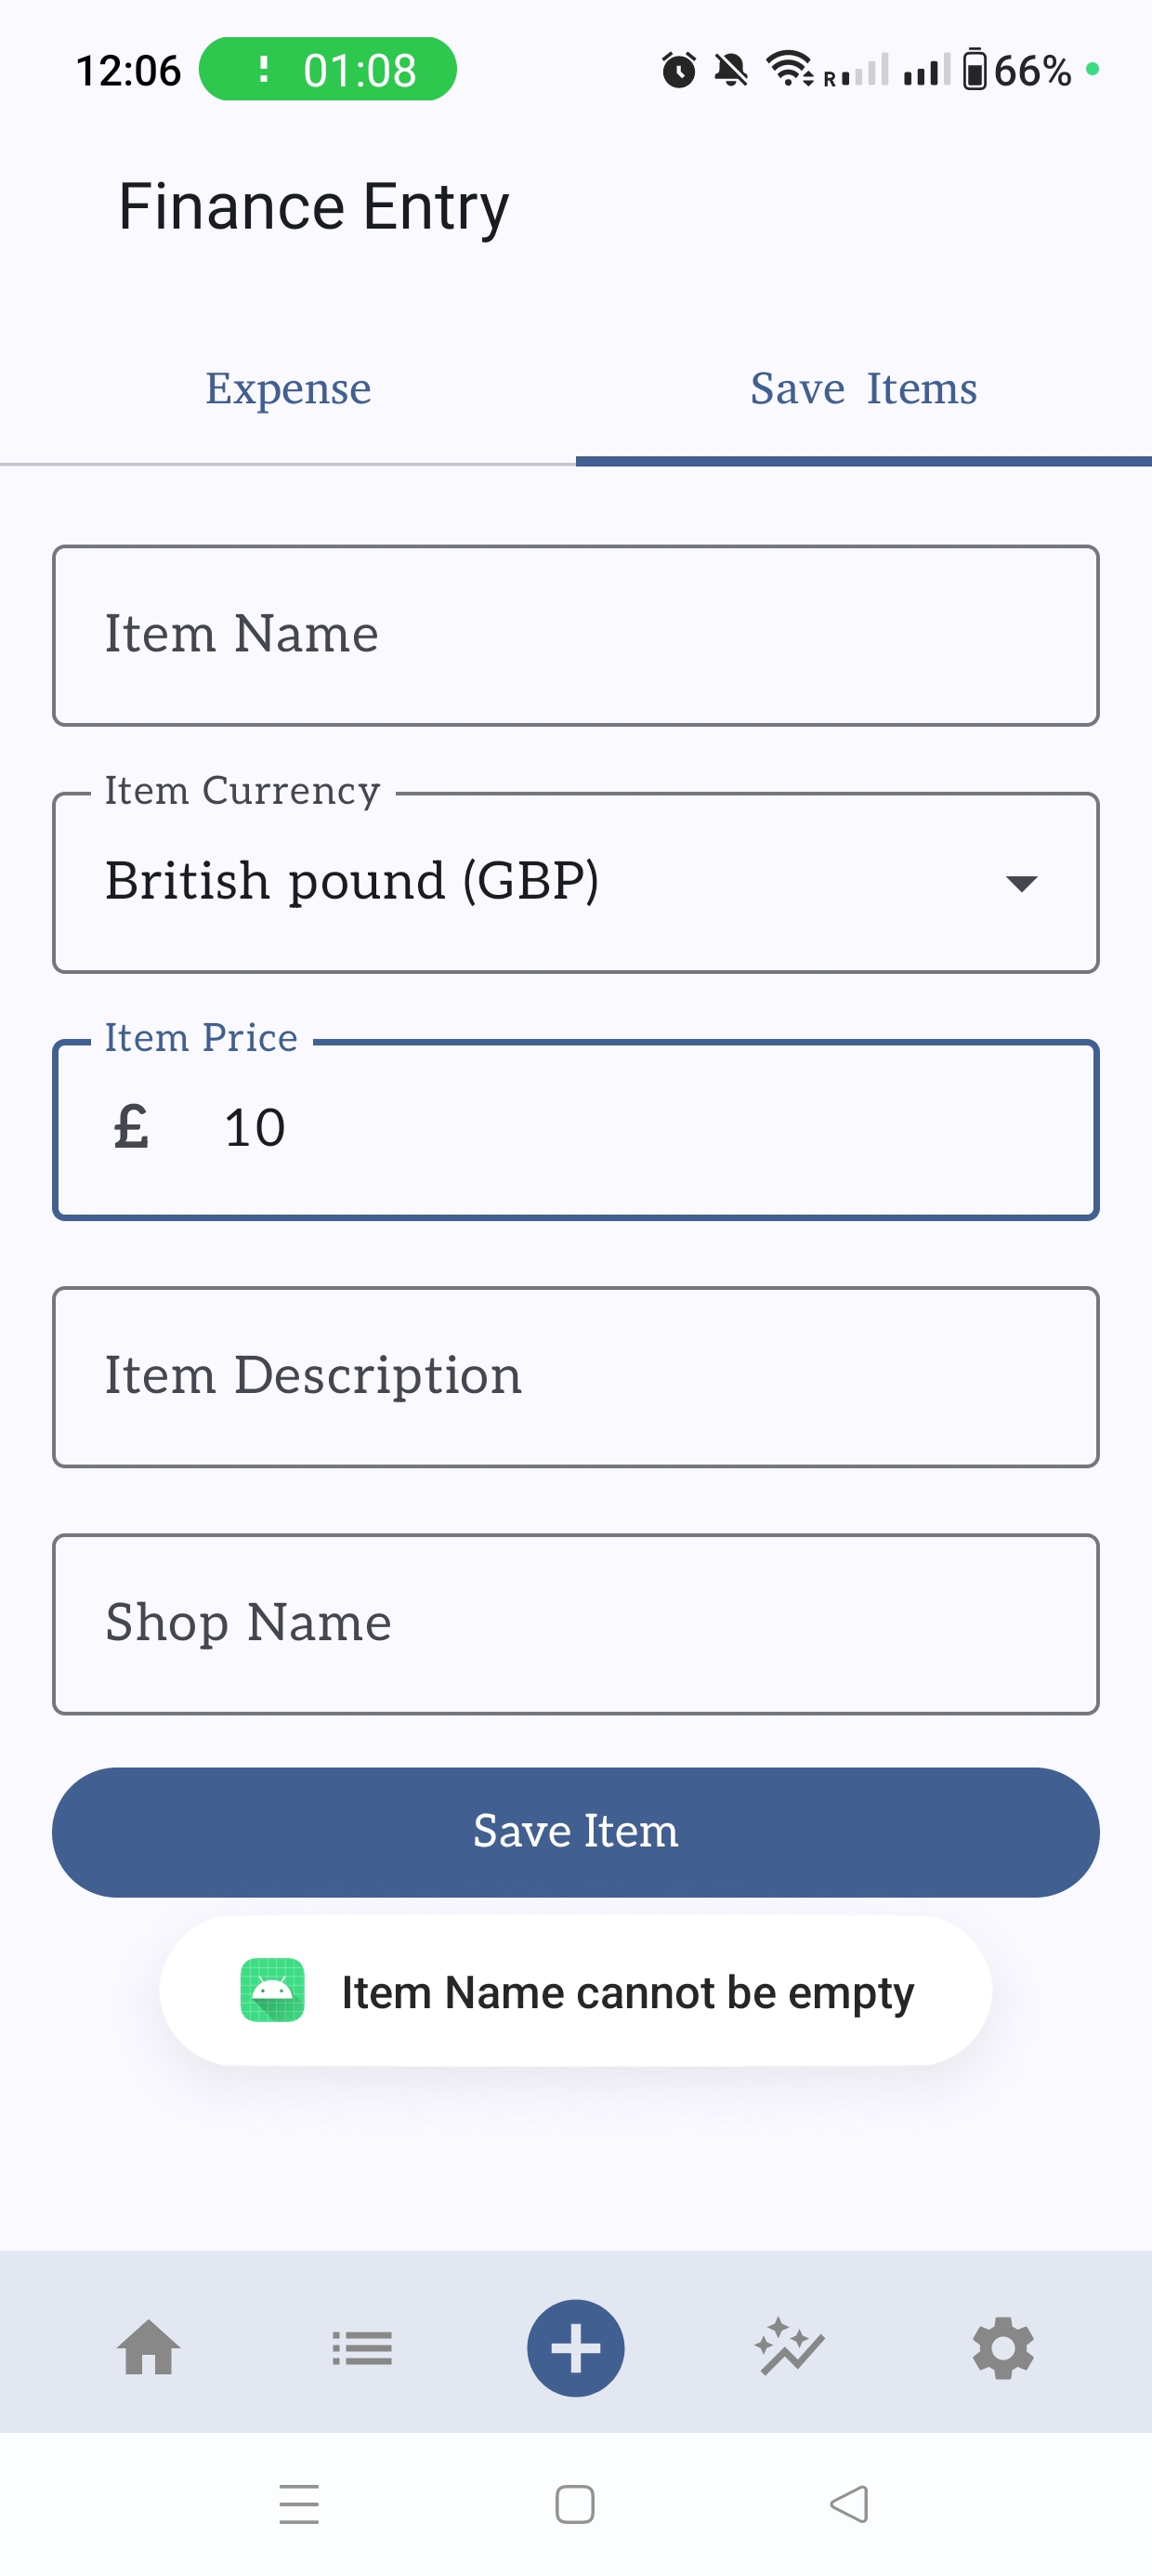 12:06 01:08 R 66%
Finance Entry
Expense Save Items
Item Name
Item Currency
British pound (GBP)
Item Price
£ 10
Item Description
Shop Name
Save Item
Item Name cannot be empty